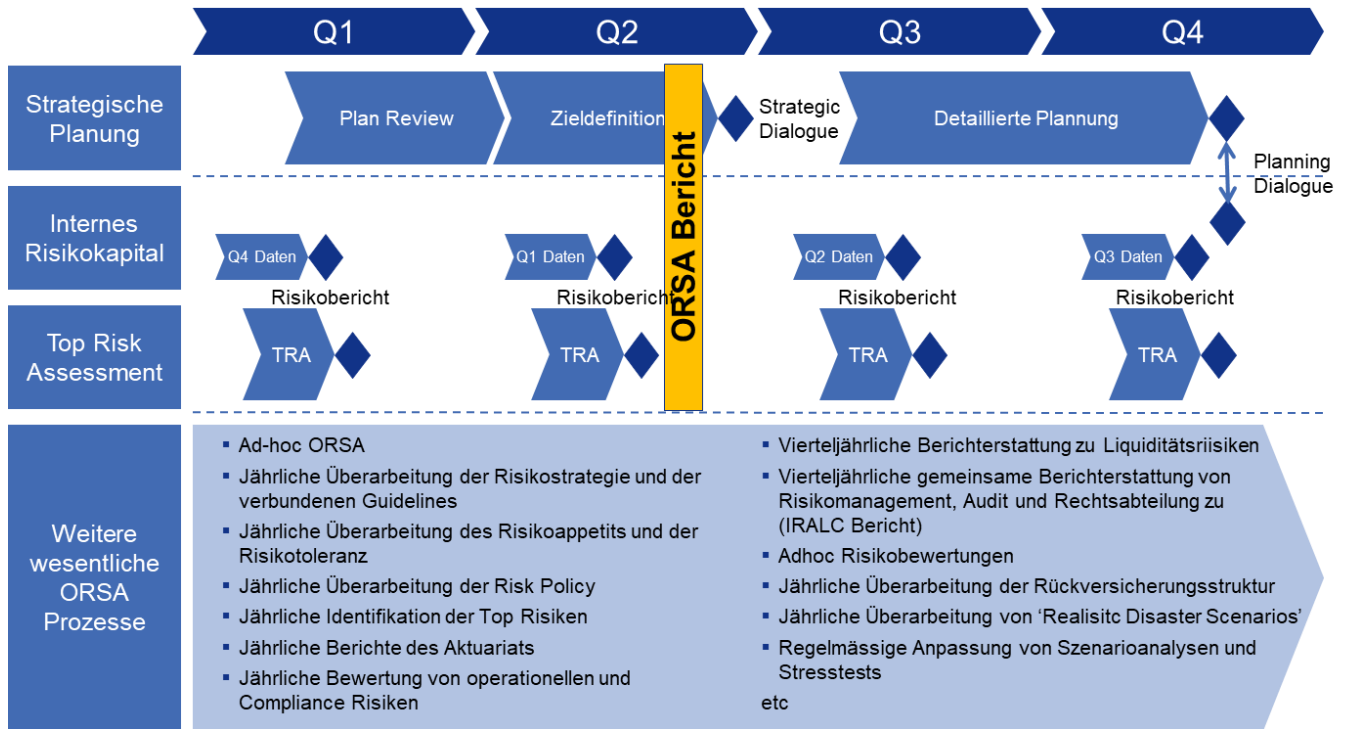 Q1
Q2
Q3
Q4
Strategische
Planung
Plan Review
Zieldefinition
Strategic
Dialogue
Detaillierte Plannung
Planning
Dialogue
ORSA Bericht
Internes
Risikokapital
Q4 Daten
Q1 Daten
Q2 Daten
Q3 Daten
Risikobericht
Risikobericht
Risikobericht
Risikobericht
Top Risk
Assessment
TRA
TRA
TRA
TRA
Weitere
wesentliche
ORSA
Prozesse
▪ Ad-hoc ORSA
▪ Jährliche Überarbeitung der Risikostrategie und der
verbundenen Guidelines
▪ Jährliche Überarbeitung des Risikoappetits und der
Risikotoleranz
▪ Jährliche Überarbeitung der Risk Policy
▪ Jährliche Identifikation der Top Risiken
▪ Jährliche Berichte des Aktuariats
▪ Jährliche Bewertung von operationellen und
Compliance Risiken
▪ Vierteljährliche Berichterstattung zu Liquiditätsriisiken
▪ Vierteljährliche gemeinsame Berichterstattung von
Risikomanagement, Audit und Rechtsabteilung zu
(IRALC Bericht)
▪ Adhoc Risikobewertungen
▪ Jährliche Überarbeitung der Rückversicherungsstruktur
▪ Jährliche Überarbeitung von ‘Realisitc Disaster Scenarios’
▪ Regelmässige Anpassung von Szenarioanalysen und
Stresstests
etc